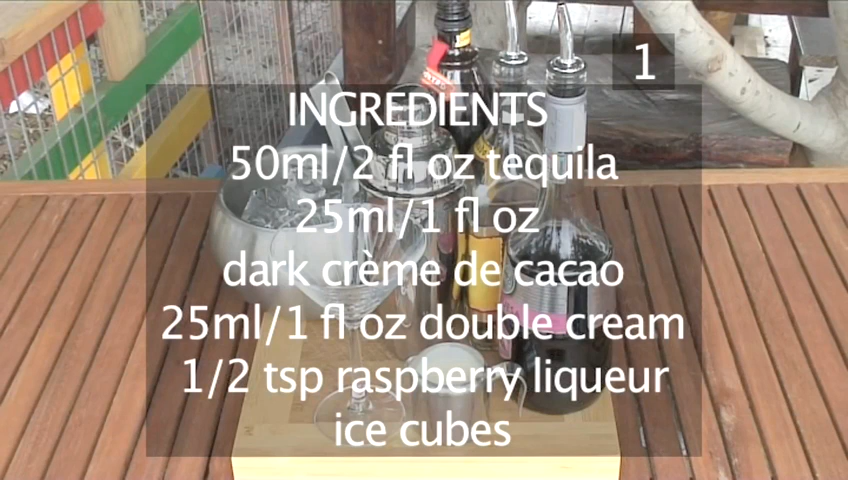 1
INGREDIENTS
50ml/2 fl oz tequila
25ml/1 fl oz
dark crème de cacao
25ml/1 fl oz double cream
1/2 tsp raspberry liqueur
ice cubes